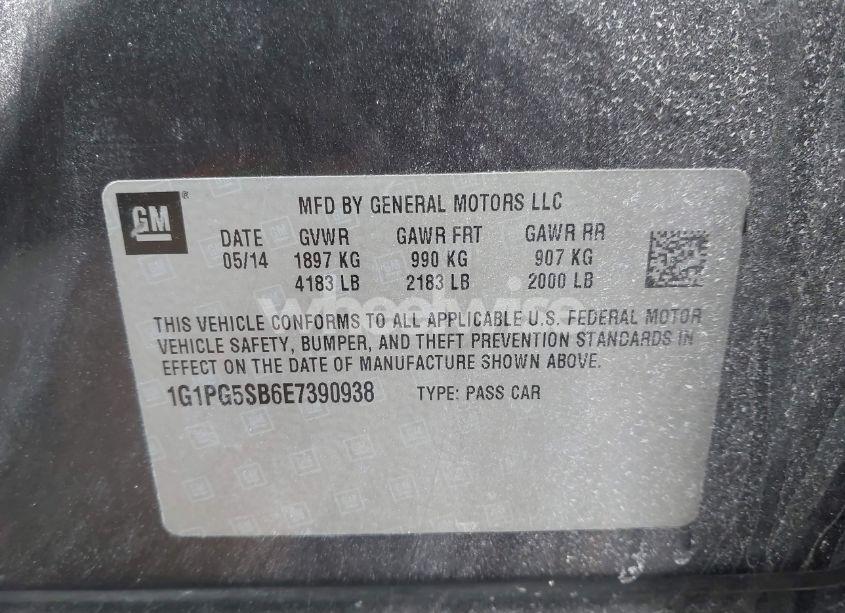 GM ®
MFD BY GENERAL MOTORS LLC
DATE GVWR GAWR FRT GAWR RR
05/14 1897 KG 990 KG 907 KG
4183 LB 2183 LB 2000 LB
wheelwise
THIS VEHICLE CONFORMS TO ALL APPLICABLE U.S. FEDERAL MOTOR
VEHICLE SAFETY, BUMPER, AND THEFT PREVENTION STANDARDS IN
EFFECT ON THE DATE OF MANUFACTURE SHOWN ABOVE.
1G1PG5SB6E7390938 TYPE: PASS CAR